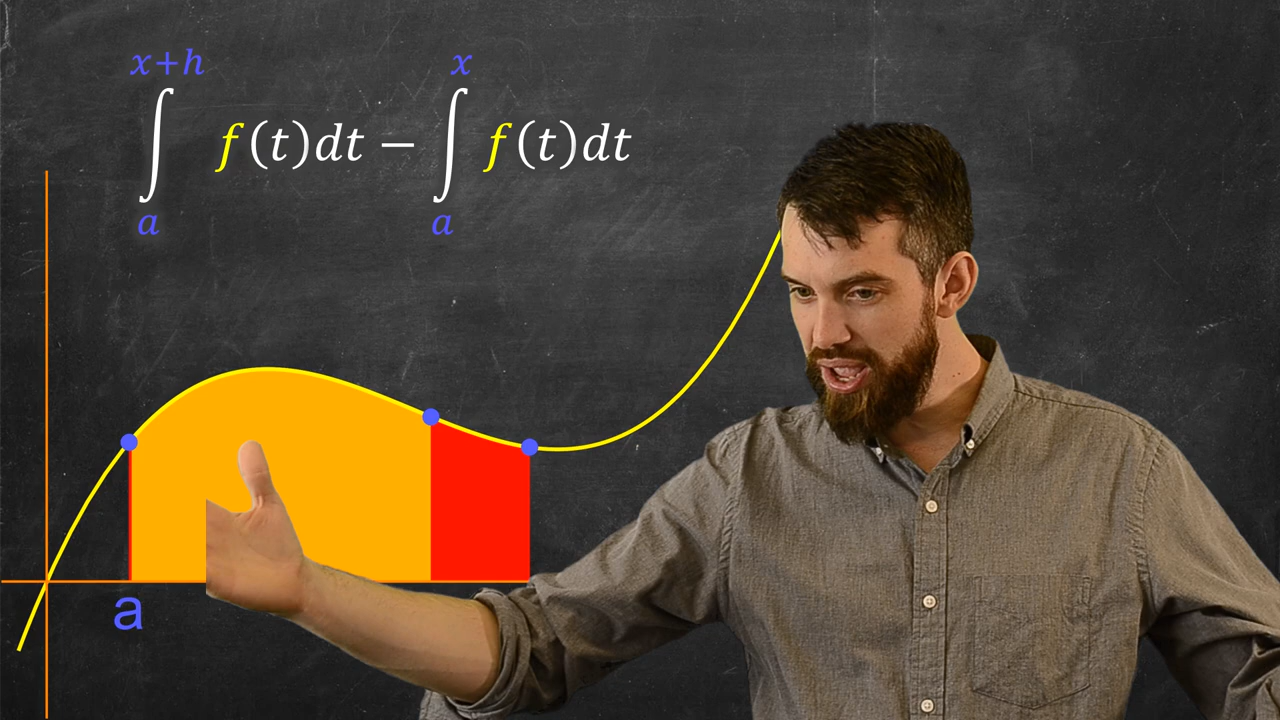 x+h x
∫ f(t)dt − ∫ f(t)dt
a a
a